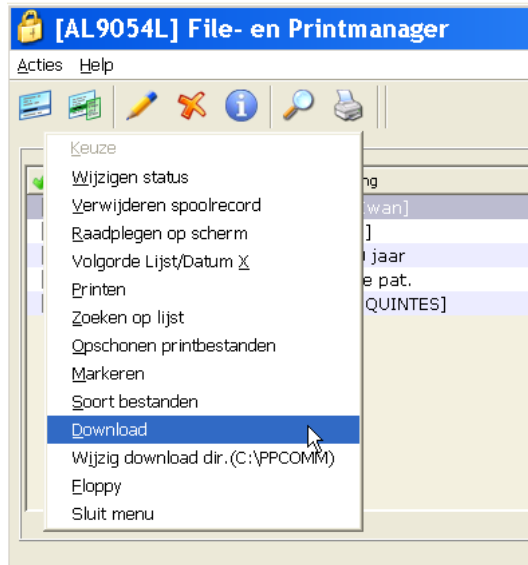 [AL9054L] File- en Printmanager
Acties Help
Keuze
Wijzigen status
Verwijderen spoolrecord
Raadplegen op scherm
Volgorde Lijst/Datum X
Printen
Zoeken op lijst
Opschonen printbestanden
Markeren
Soort bestanden
Download
Wijzig download dir.(C:\PPCOMM)
Floppy
Sluit menu
ng
wan]
]
jaar
e pat.
QUINTES]